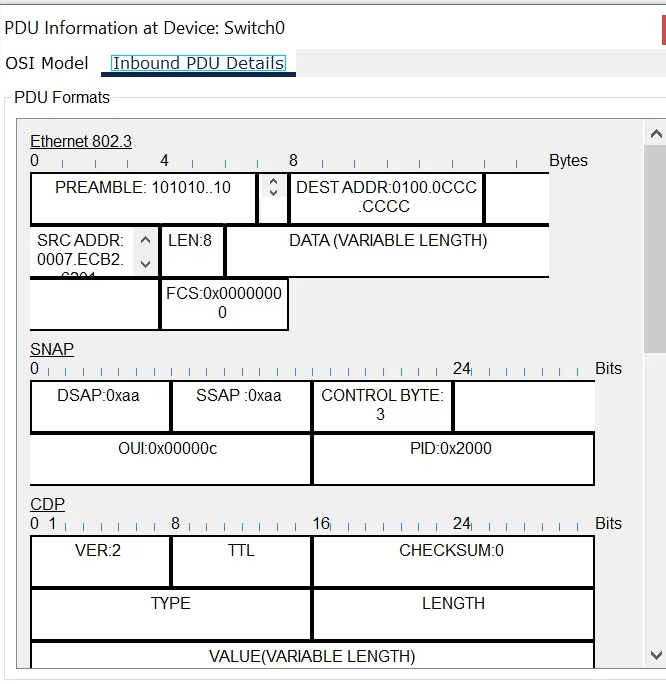 PDU Information at Device: Switch0
OSI Model Inbound PDU Details
PDU Formats
Ethernet 802.3
0 4 8 Bytes
PREAMBLE: 101010..10 DEST ADDR:0100.0CCC
.CCCC
SRC ADDR: LEN:8 DATA (VARIABLE LENGTH)
0007.ECB2.
FCS:0x0000000
0
SNAP
0 24 Bits
DSAP:0xaa SSAP :0xaa CONTROL BYTE:
3
OUI:0x00000c PID:0x2000
CDP
0 1 8 16 24 Bits
VER:2 TTL CHECKSUM:0
TYPE LENGTH
VALUE(VARIABLE LENGTH)